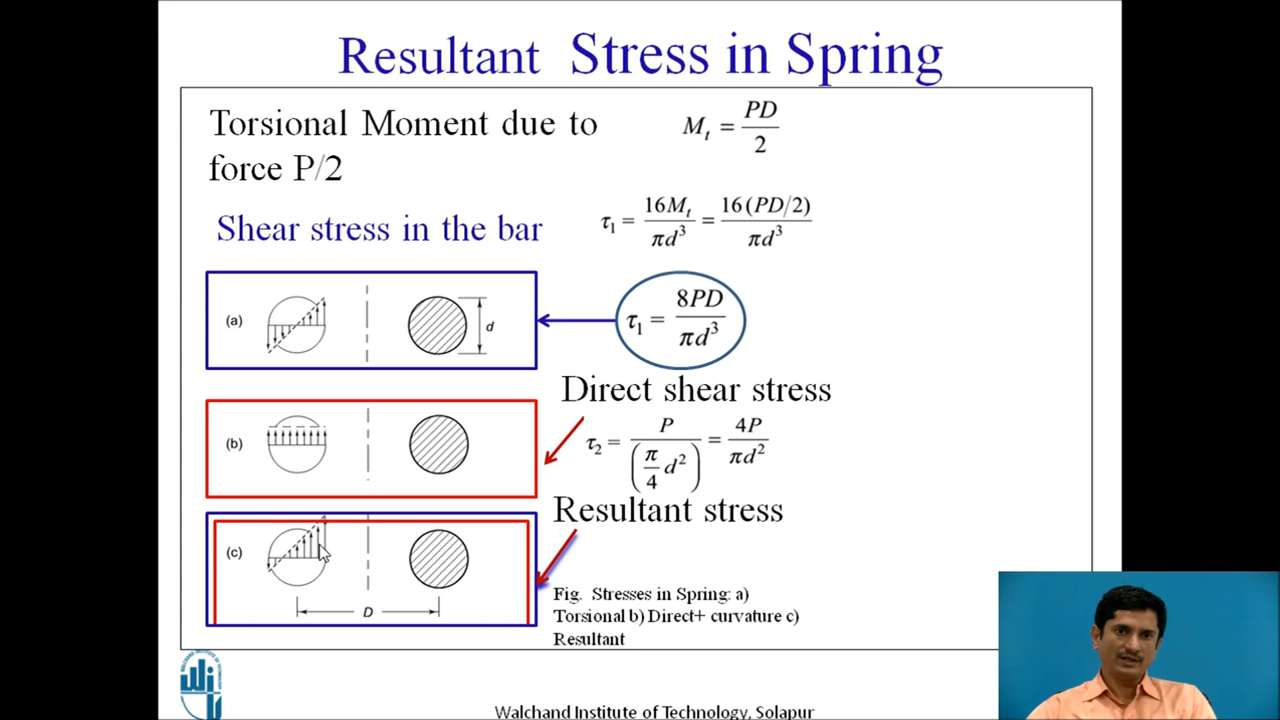 Resultant Stress in Spring
Torsional Moment due to
force P/2
M_t = PD/2
Shear stress in the bar
τ₁ = 16M_t/πd³ = 16(PD/2)/πd³
(a)
d
τ₁ = 8PD/πd³
Direct shear stress
(b)
τ₂ = P/(π/4 d²) = 4P/πd²
Resultant stress
(c)
D
Fig. Stresses in Spring: a)
Torsional b) Direct+ curvature c)
Resultant
Walchand Institute of Technology, Solapur